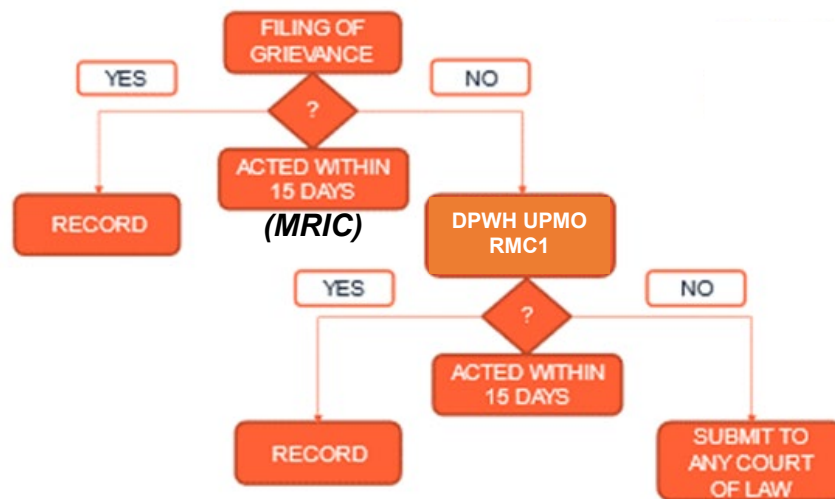 FILING OF
GRIEVANCE
YES
NO
?
ACTED WITHIN
15 DAYS
(MRIC)
RECORD
DPWH UPMO
RMC1
YES
NO
?
ACTED WITHIN
15 DAYS
RECORD
SUBMIT TO
ANY COURT
OF LAW